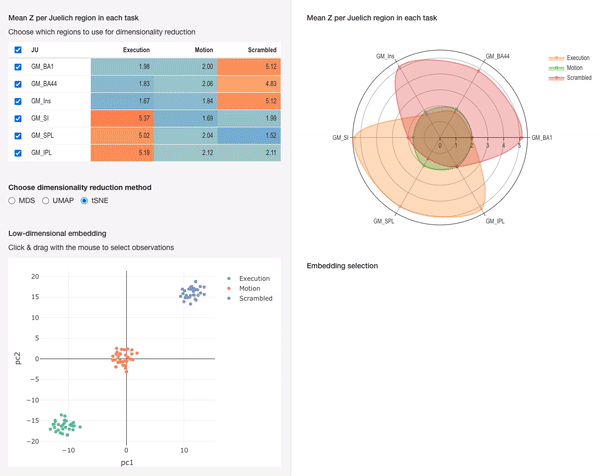 Mean Z per Juelich region in each task
Choose which regions to use for dimensionality reduction
JU Execution Motion Scrambled
GM_BA1 1.98 2.00 5.12
GM_BA44 1.83 2.06 4.83
GM_Ins 1.67 1.84 5.12
GM_SI 5.37 1.69 1.99
GM_SPL 5.02 2.04 1.52
GM_IPL 5.18 2.12 2.11
Choose dimensionality reduction method
MDS UMAP tSNE
Low-dimensional embedding
Click & drag with the mouse to select observations
20
15
10
5
0
−5
−10
−15
−20
pc2
−10 0 10
pc1
Execution
Motion
Scrambled
Mean Z per Juelich region in each task
GM_Ins GM_BA44
GM_SI GM_BA1
0 1 2 3 4 5
GM_SPL GM_IPL
Execution
Motion
Scrambled
Embedding selection